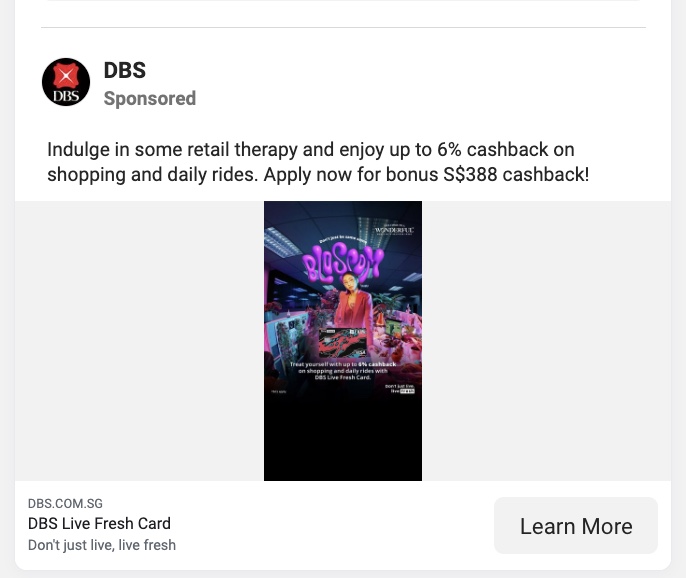 DBS
DBS
Sponsored
Indulge in some retail therapy and enjoy up to 6% cashback on
shopping and daily rides. Apply now for bonus S$388 cashback!
WONDERFUL
Don't just be some extra
BLOSSOM
VISA
Treat yourself with up to 6% cashback
on shopping and daily rides with
DBS Live Fresh Card.
Don't just live,
live fresh
DBS.COM.SG
DBS Live Fresh Card
Don't just live, live fresh
Learn More